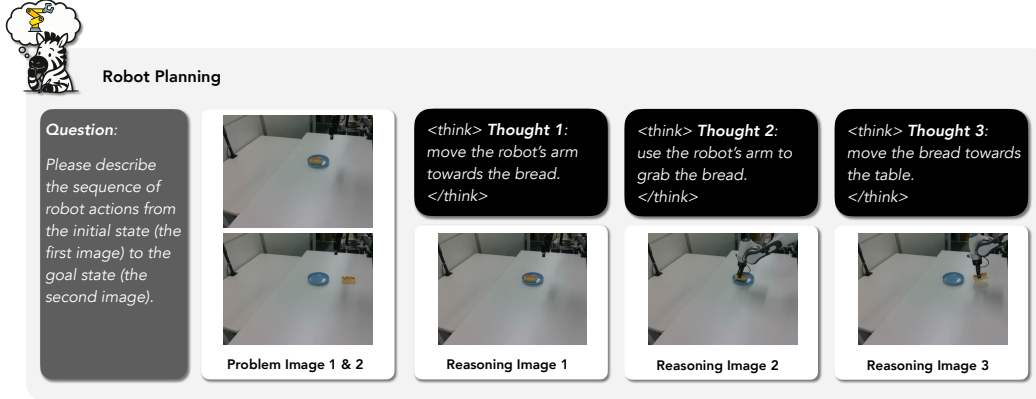 Robot Planning
Question:
Please describe
the sequence of
robot actions from
the initial state (the
first image) to the
goal state (the
second image).
Problem Image 1 & 2
<think> Thought 1:
move the robot's arm
towards the bread.
</think>
Reasoning Image 1
<think> Thought 2:
use the robot's arm to
grab the bread.
</think>
Reasoning Image 2
<think> Thought 3:
move the bread towards
the table.
</think>
Reasoning Image 3